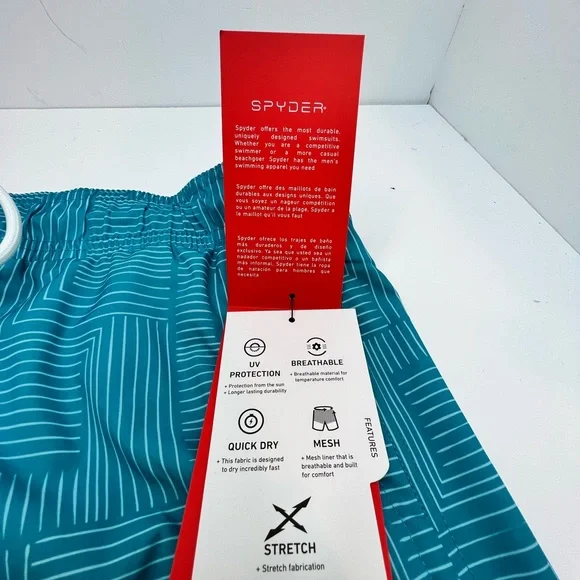 SPYDER
Spyder offers the most durable,
uniquely designed swimsuits.
Whether you are a competitive
swimmer or a more casual
beachgoer Spyder has the men's
swimming apparel you need
Spyder offre des maillots de bain
durables aux designs uniques. Que
vous soyez un nageur compétition
ou un amateur de la plage, Spyder a
le maillot qu'il vous faut
Spyder ofrece los trajes de baño
más duraderos y de diseño
exclusivo. Ya sea que usted sea un
nadador competitivo o un bañista
más informal, Spyder tiene la ropa
de natación para hombres que
necesita
UV
PROTECTION
+ Protection from the sun
+ Longer lasting durability
BREATHABLE
+ Breathable material for
temperature comfort
QUICK DRY
+ This fabric is designed
to dry incredibly fast
MESH
+ Mesh liner that is
breathable and built
for comfort
FEATURES
STRETCH
+ Stretch fabrication